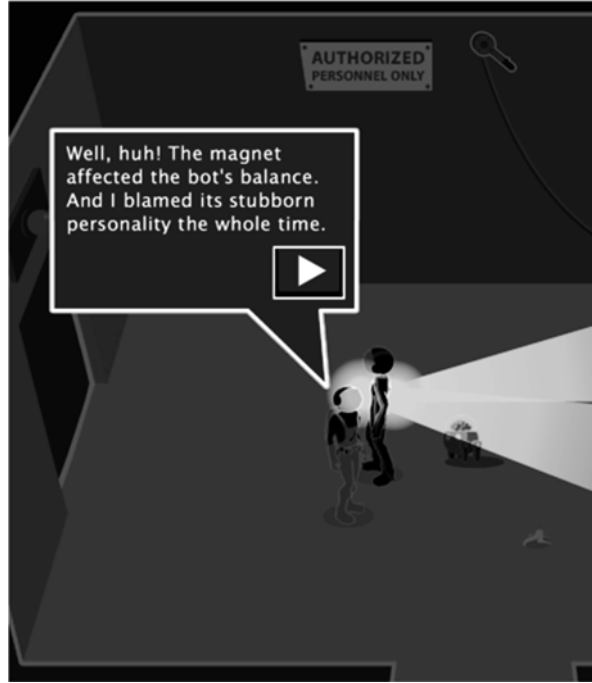 AUTHORIZED
PERSONNEL ONLY
Well, huh! The magnet
affected the bot's balance.
And I blamed its stubborn
personality the whole time.